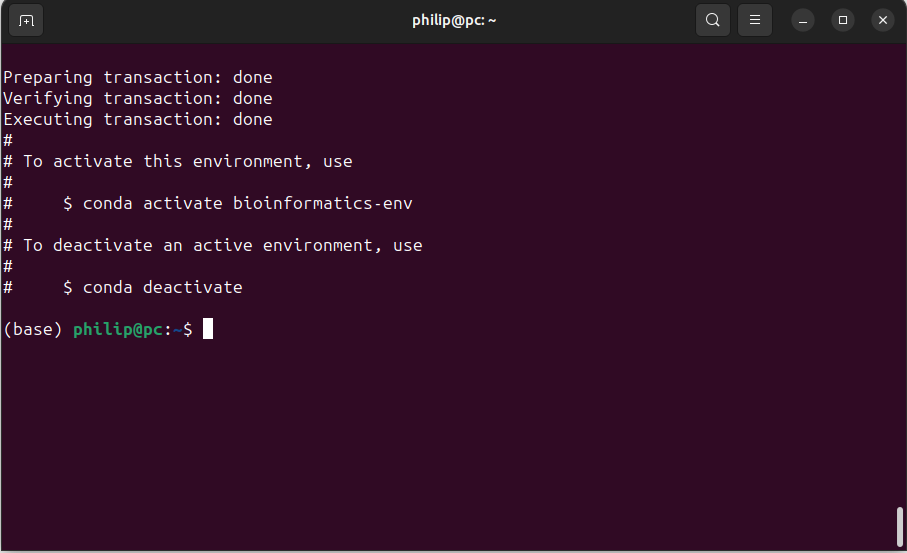 philip@pc: ~
Preparing transaction: done
Verifying transaction: done
Executing transaction: done
#
# To activate this environment, use
#
#     $ conda activate bioinformatics-env
#
# To deactivate an active environment, use
#
#     $ conda deactivate
(base) philip@pc:~$